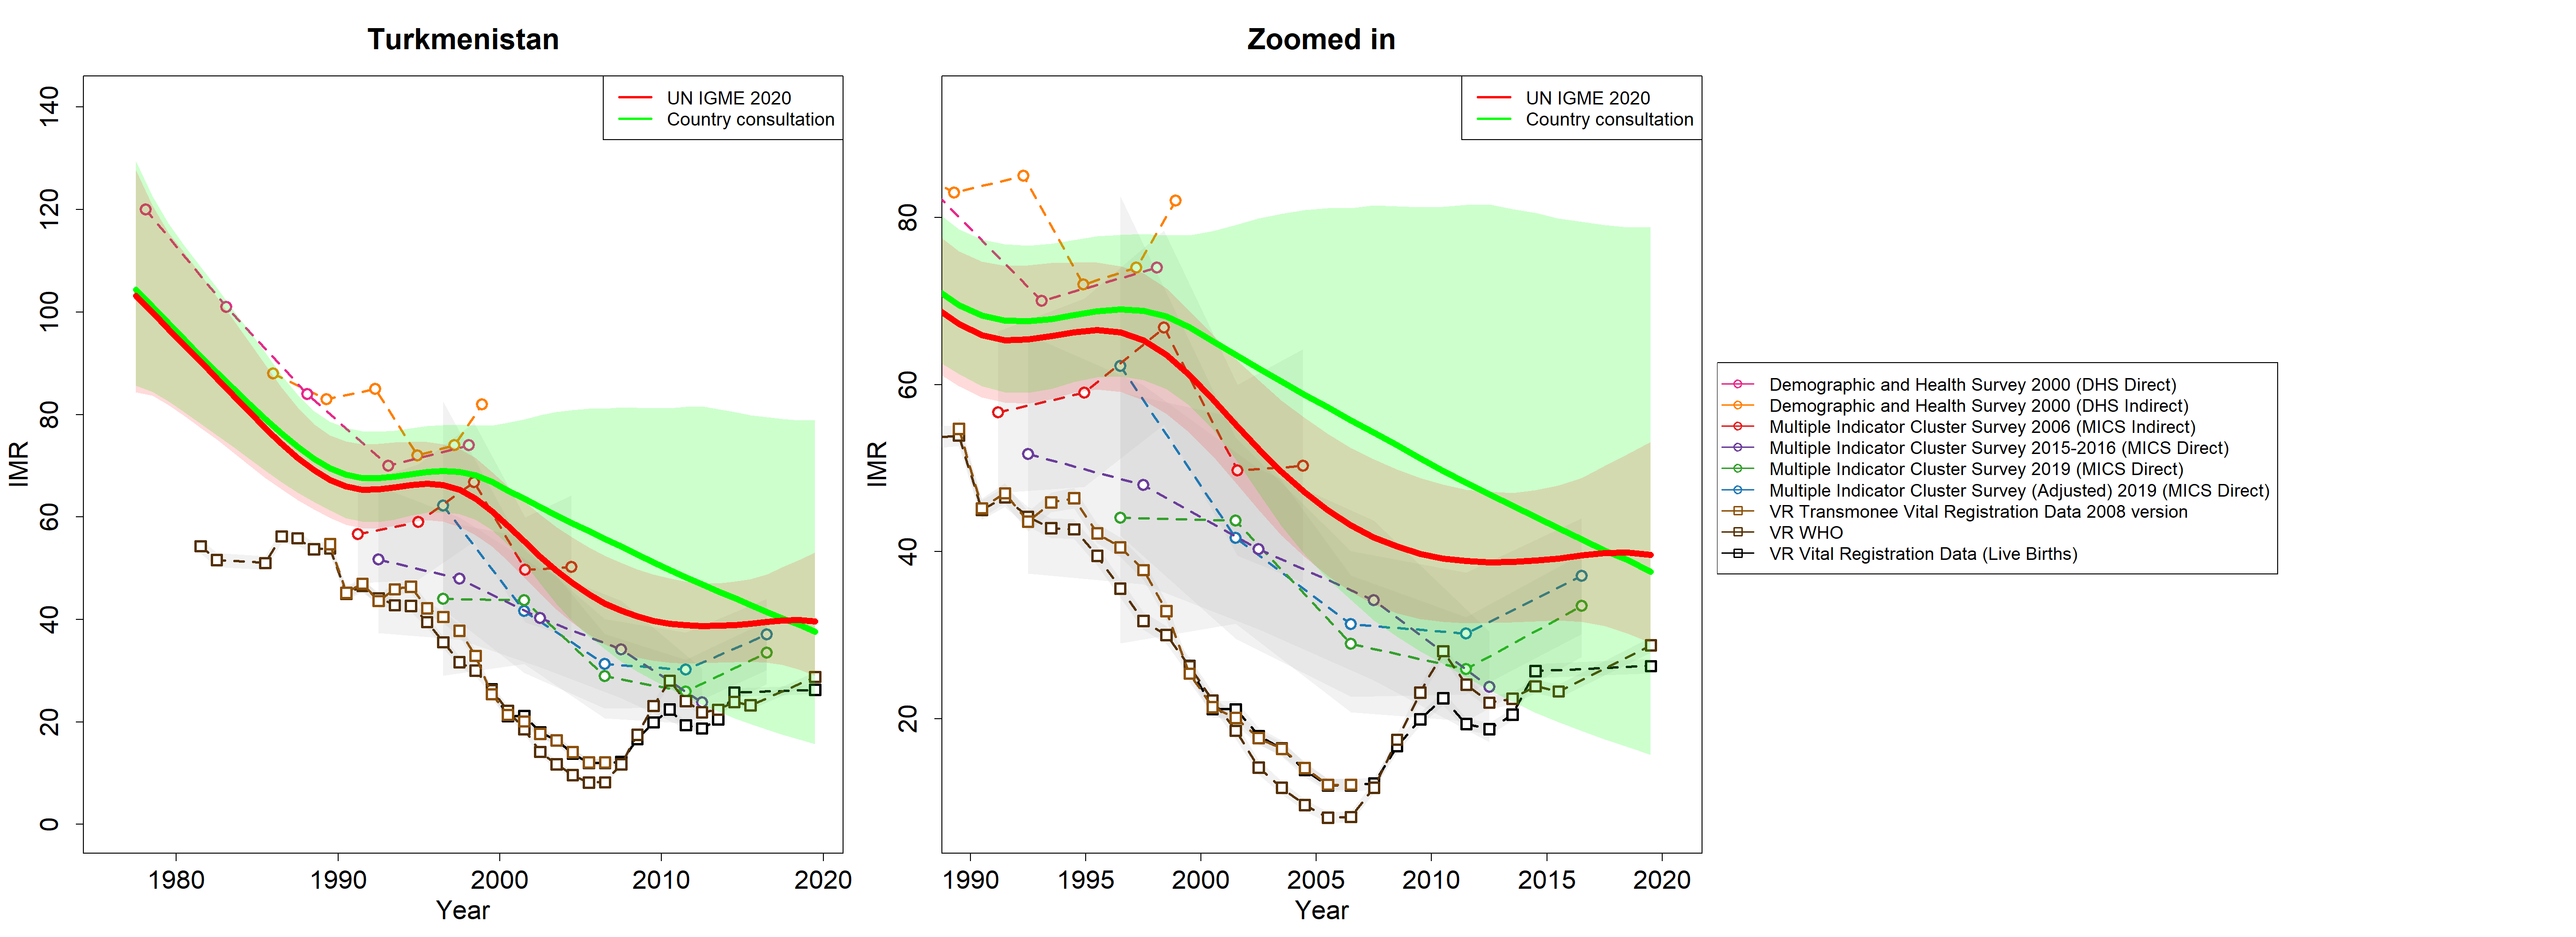 Turkmenistan
UN IGME 2020
Country consultation
IMR
140
120
100
80
60
40
20
0
1980
1990
2000
2010
2020
Year
Zoomed in
UN IGME 2020
Country consultation
IMR
80
60
40
20
1990
1995
2000
2005
2010
2015
2020
Year
Demographic and Health Survey 2000 (DHS Direct)
Demographic and Health Survey 2000 (DHS Indirect)
Multiple Indicator Cluster Survey 2006 (MICS Indirect)
Multiple Indicator Cluster Survey 2015-2016 (MICS Direct)
Multiple Indicator Cluster Survey 2019 (MICS Direct)
Multiple Indicator Cluster Survey (Adjusted) 2019 (MICS Direct)
VR Transmonee Vital Registration Data 2008 version
VR WHO
VR Vital Registration Data (Live Births)